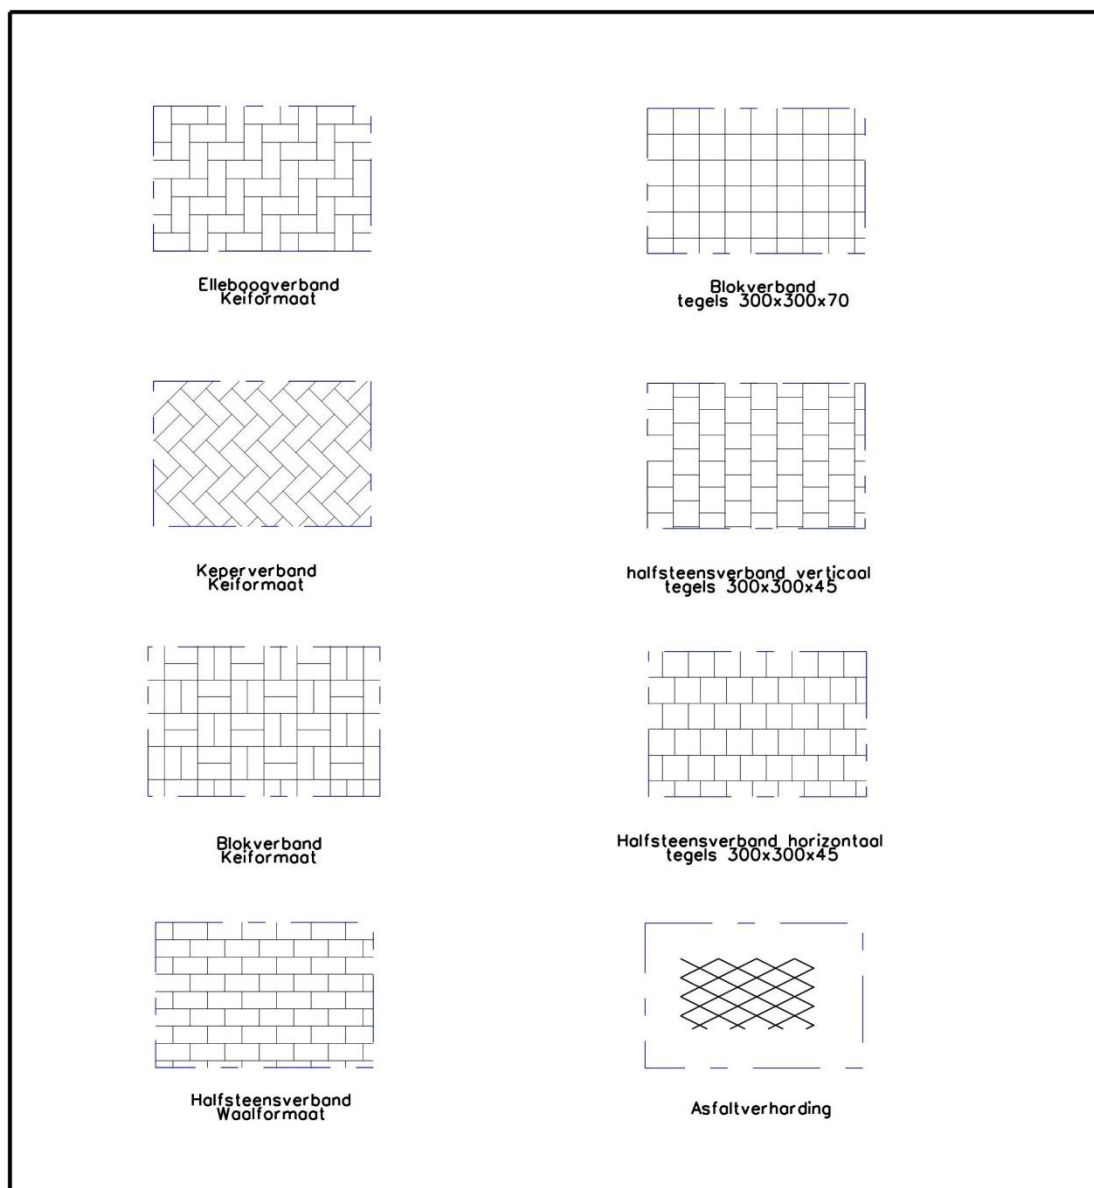 Elleboogverband
Keiformaat
Blokverband
tegels 300x300x70
Keperverband
Keiformaat
halfsteensverband verticaal
tegels 300x300x45
Blokverband
Keiformaat
Halfsteensverband horizontaal
tegels 300x300x45
Halfsteensverband
Waalformaat
Asfaltverharding